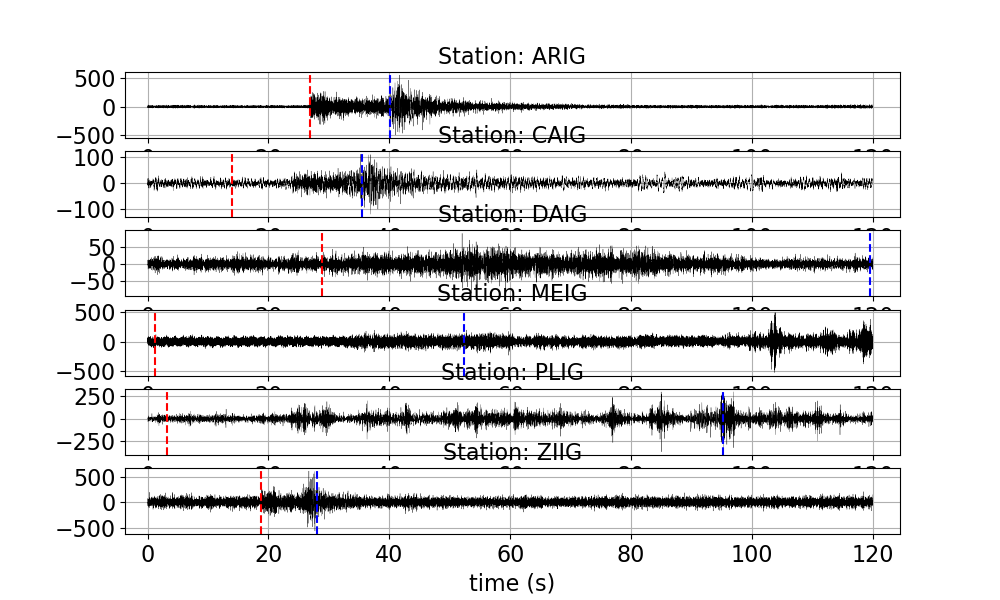 Station: ARIG
500
0
−500
Station: CAIG
100
0
−100
Station: DAIG
50
0
−50
Station: MEIG
500
0
−500
Station: PLIG
250
0
−250
Station: ZIIG
500
0
−500
0 20 40 60 80 100 120
time (s)